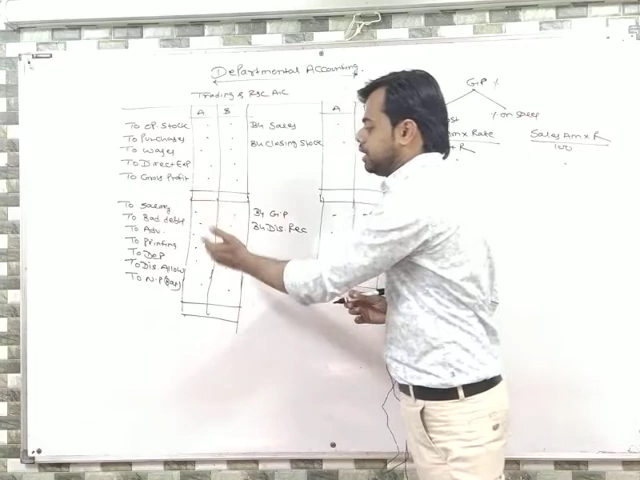 Departmental Accounting
Trading & P&L A/C
A B A
To op. Stock
To Purchases
To Wages
To Direct Exp
To Gross Profit
By Sales
By Closing Stock
To Salary
To Bad debts
To Adv.
To Printing
To Dep
To Dis. Allow
To N.P (Bal)
By G.P
By Dis. Rec
G.P %
% on Sales
Sales Am x R
100